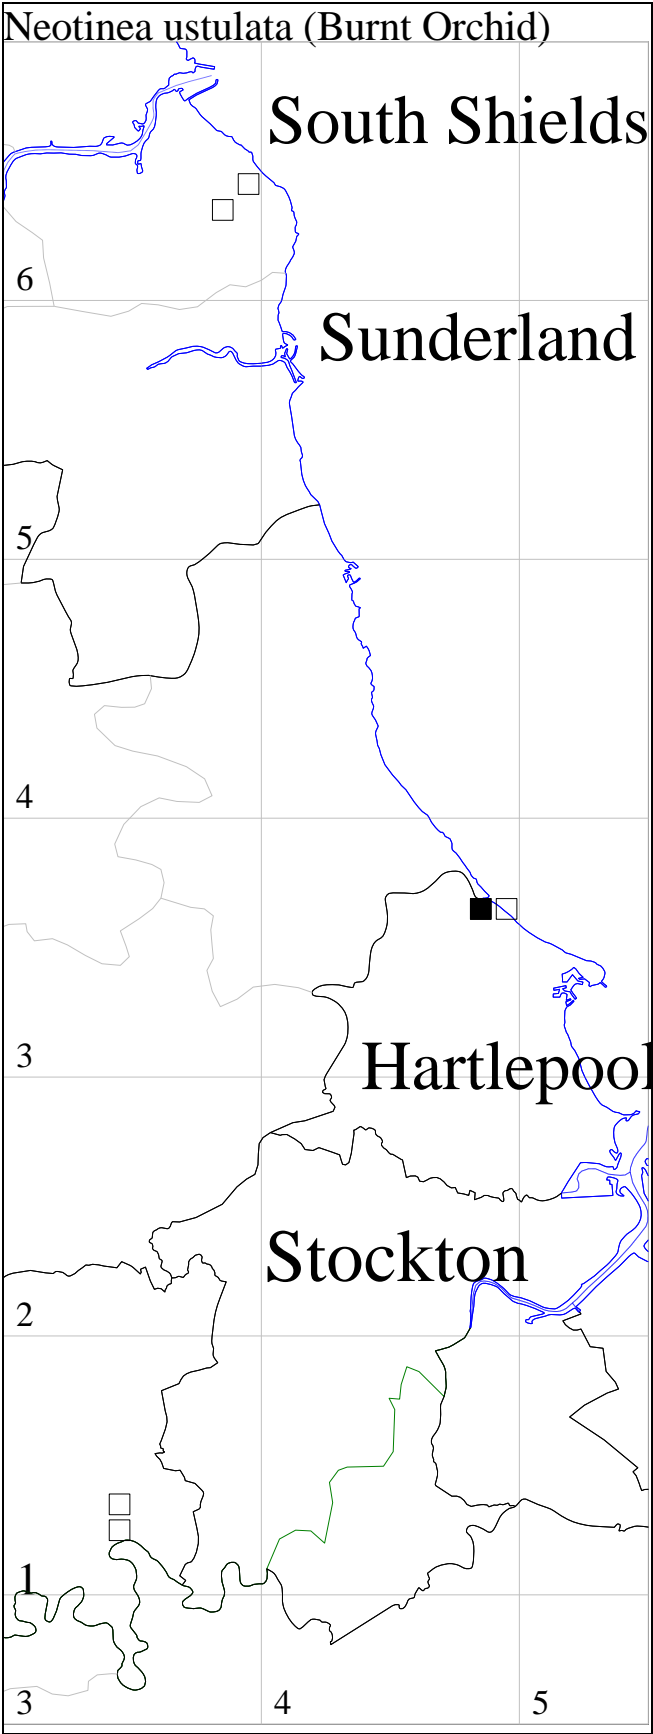 Neotinea ustulata (Burnt Orchid)
South Shields
6
Sunderland
5
4
3
Hartlepool
Stockton
2
1
3 4 5